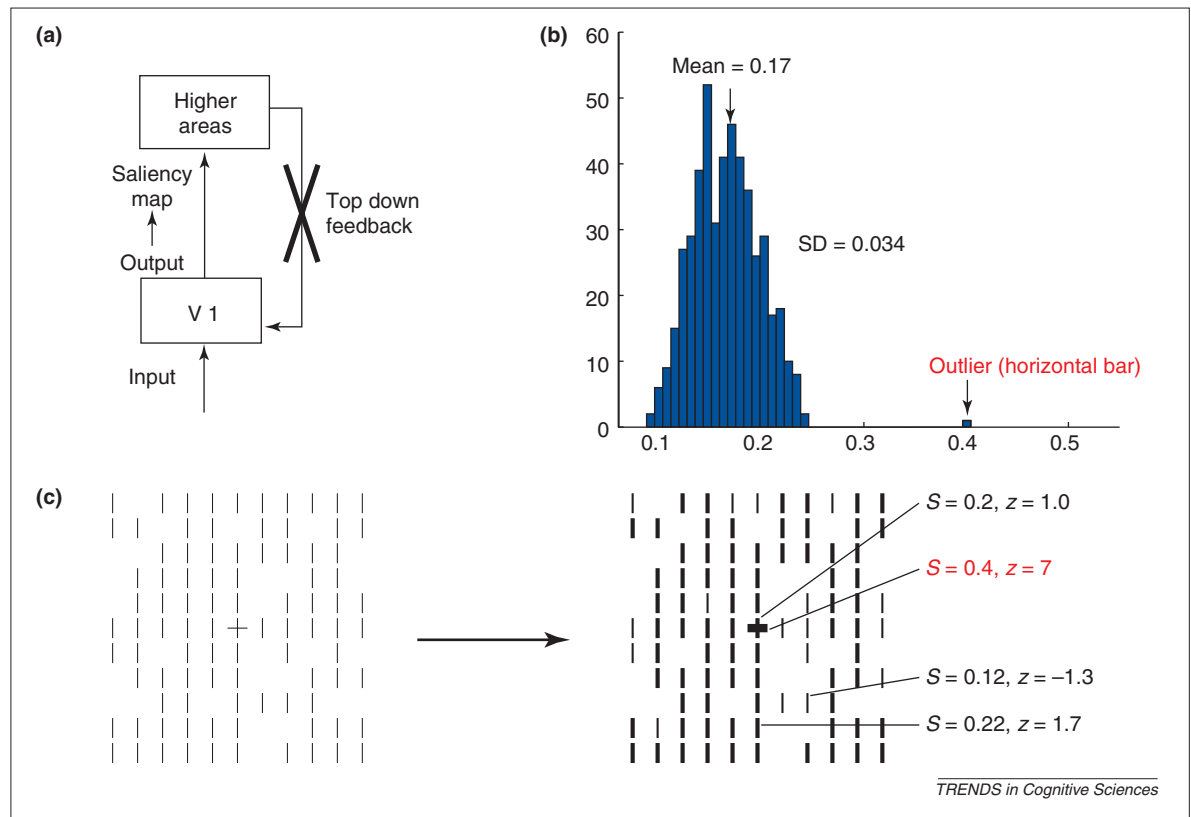 (a)
Higher
areas
Saliency
map
Top down
feedback
Output
V 1
Input
(b)
60
50
40
30
20
10
0
Mean = 0.17
SD = 0.034
Outlier (horizontal bar)
0.1 0.2 0.3 0.4 0.5
(c)
S = 0.2, z = 1.0
S = 0.4, z = 7
S = 0.12, z = –1.3
S = 0.22, z = 1.7
TRENDS in Cognitive Sciences